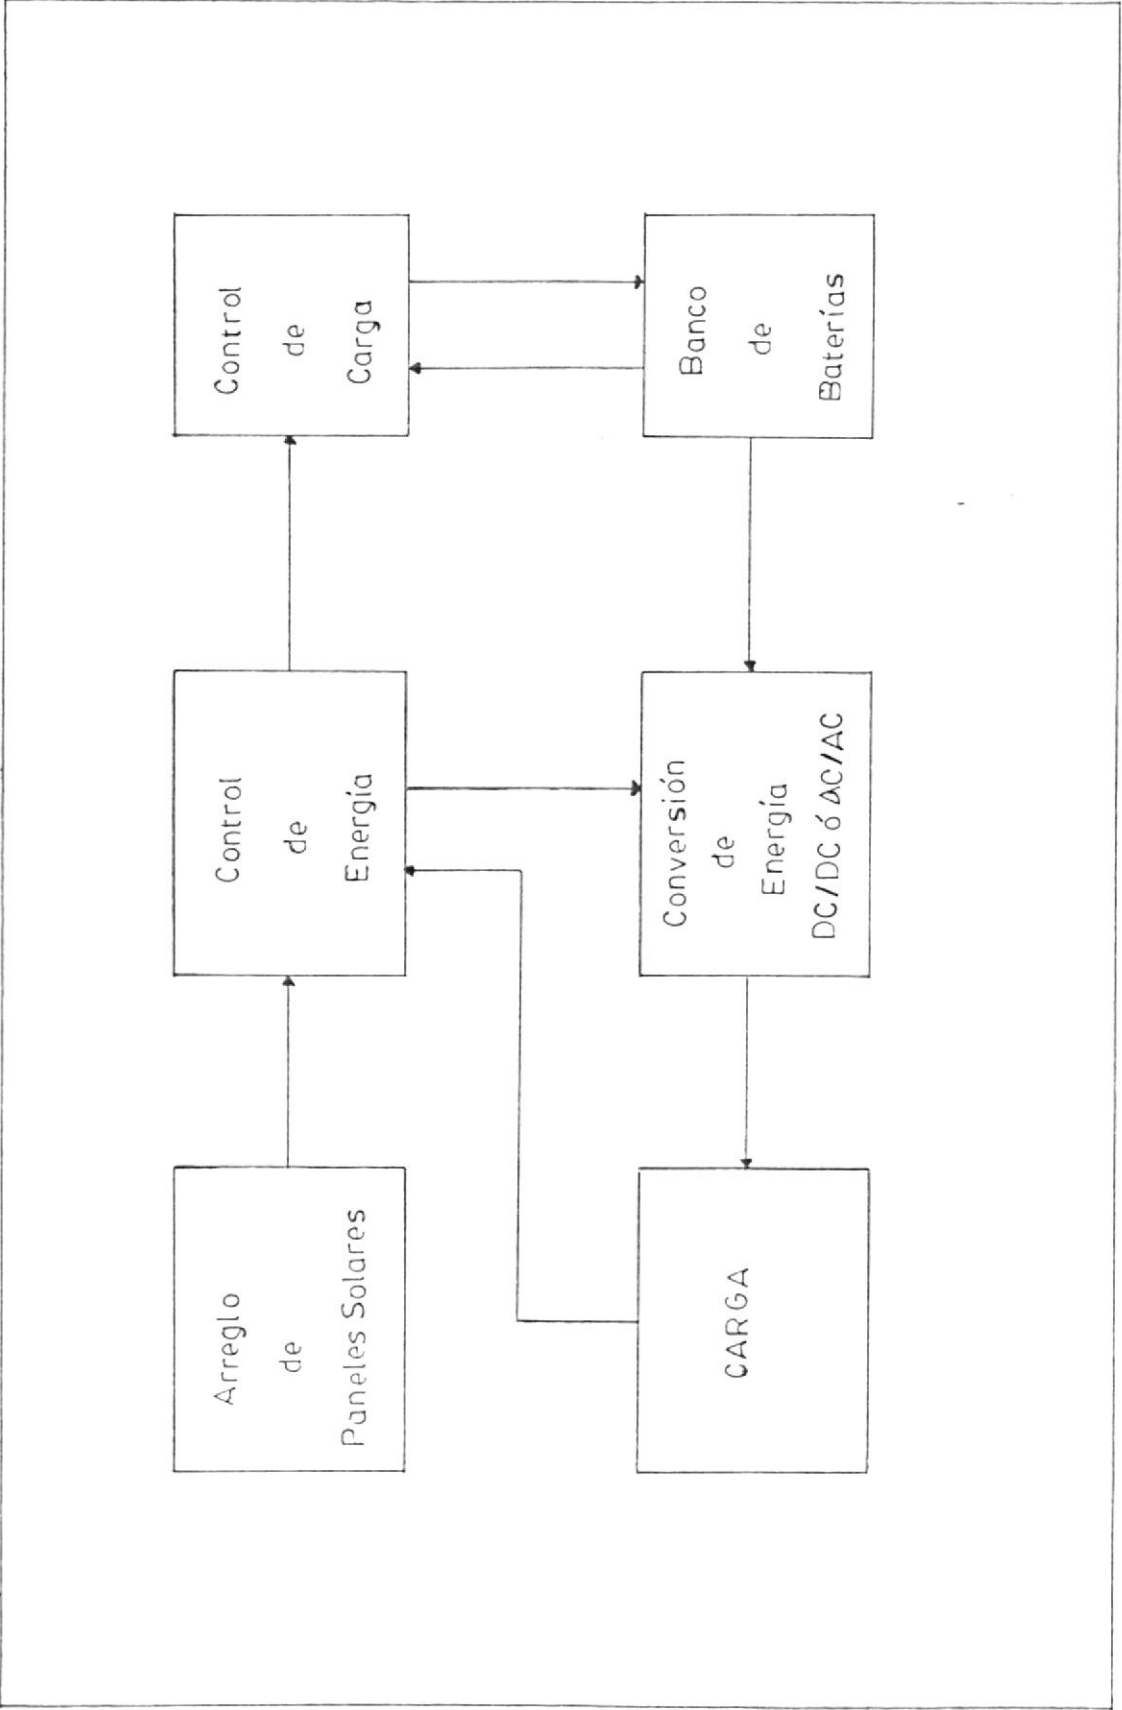 Arreglo
de
Paneles Solares
Control
de
Energía
Control
de
Carga
CARGA
Conversión
de
Energía
DC/DC ó AC/AC
Banco
de
Baterías